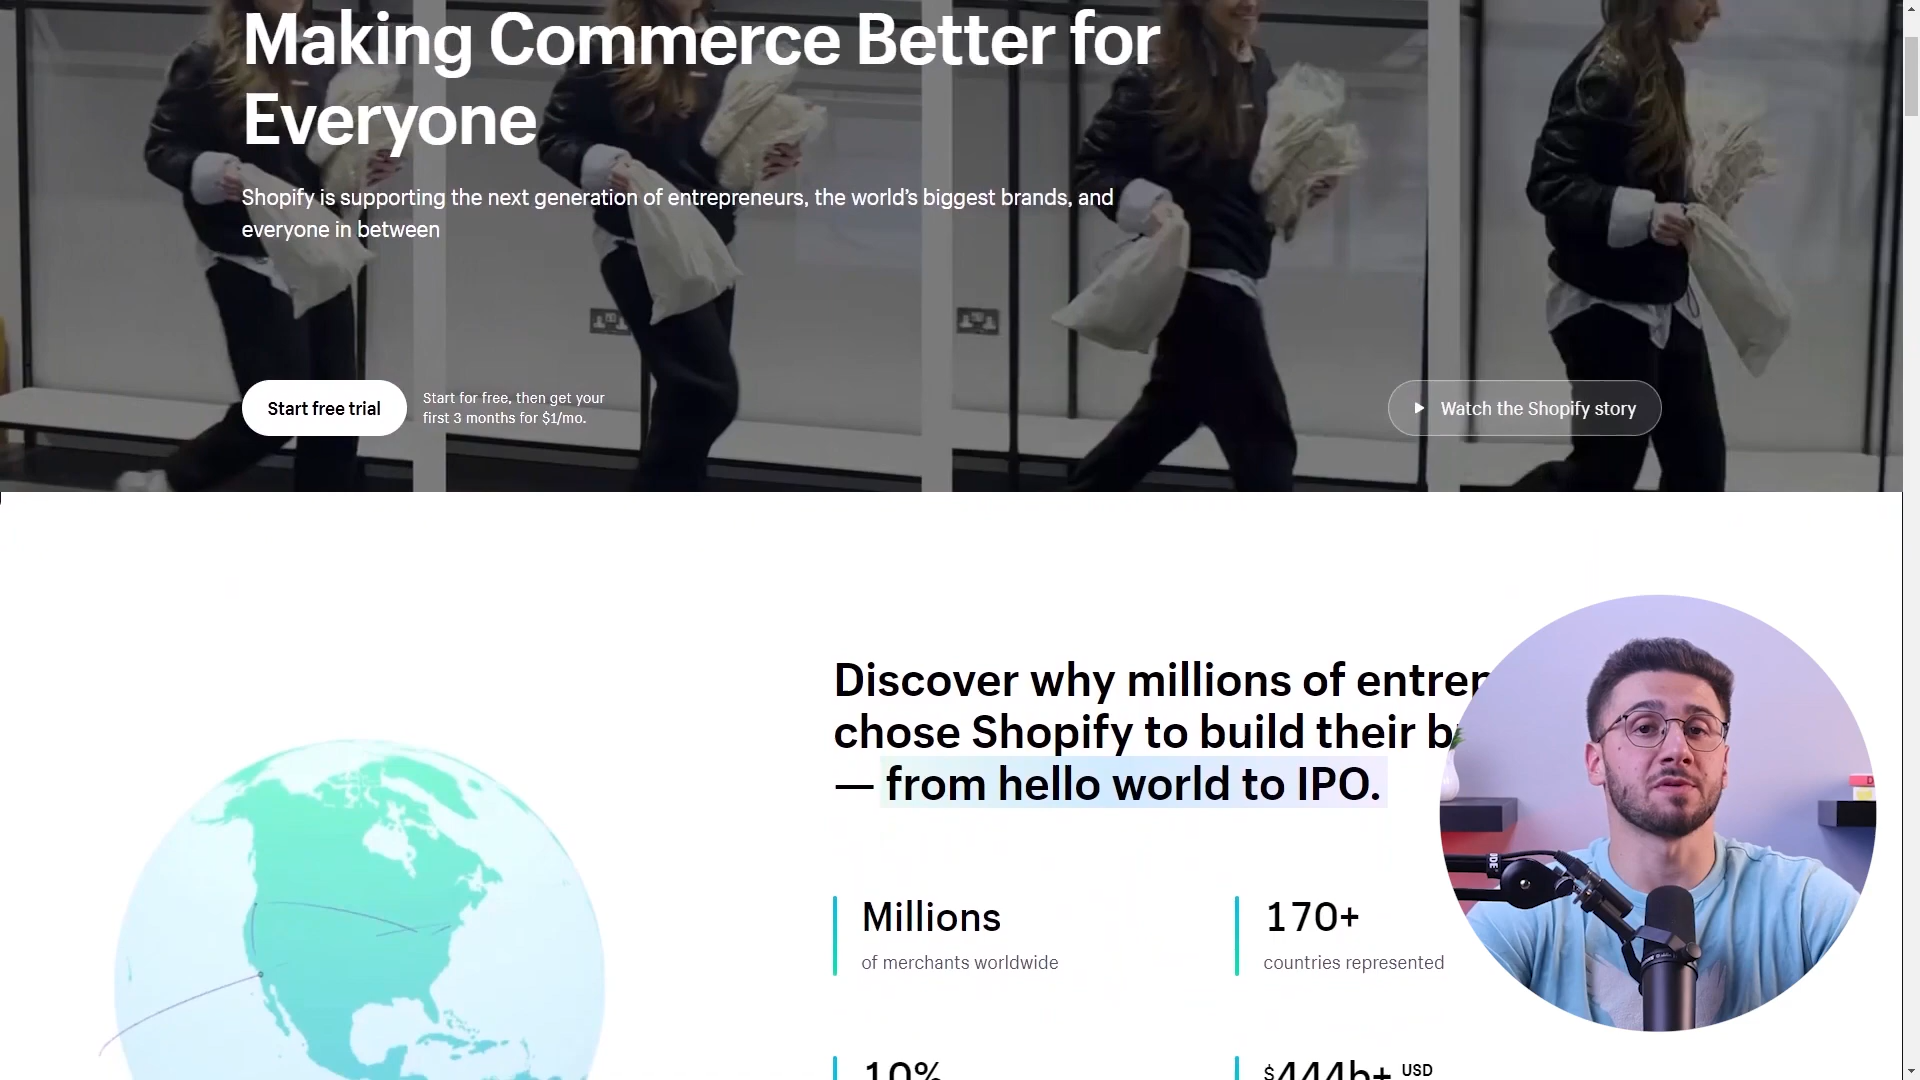 Making Commerce Better for
Everyone
Shopify is supporting the next generation of entrepreneurs, the world’s biggest brands, and
everyone in between
Start free trial
Start for free, then get your
first 3 months for $1/mo.
Watch the Shopify story
Discover why millions of
chose Shopify to build their
— from hello world to IPO.
Millions
170+
of merchants worldwide
countries represented
10%
$444b+ USD